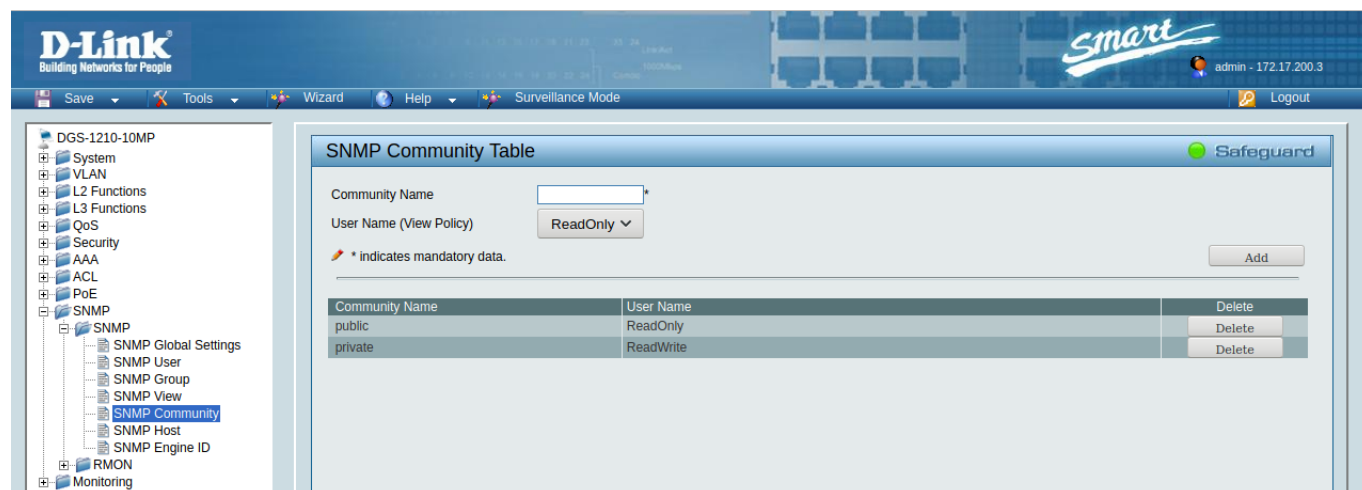 D-Link
Building Networks for People
smart
admin - 172.17.200.3
Save Tools Wizard Help Surveillance Mode Logout
DGS-1210-10MP
System
VLAN
L2 Functions
L3 Functions
QoS
Security
AAA
ACL
PoE
SNMP
SNMP
SNMP Global Settings
SNMP User
SNMP Group
SNMP View
SNMP Community
SNMP Host
SNMP Engine ID
RMON
Monitoring
SNMP Community Table Safeguard
Community Name *
User Name (View Policy) ReadOnly
* indicates mandatory data. Add
Community Name User Name Delete
public ReadOnly Delete
private ReadWrite Delete